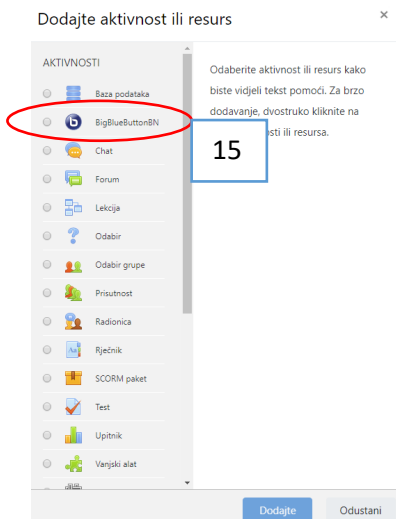 Dodajte aktivnost ili resurs
×
AKTIVNOSTI
Baza podataka
BigBlueButtonBN
Chat
Forum
Lekcija
Odabir
Odabir grupe
Prisutnost
Radionica
Rječnik
SCORM paket
Test
Upitnik
Vanjski alat
Odaberite aktivnost ili resurs kako
biste vidjeli tekst pomoći. Za brzo
dodavanje, dvostruko kliknite na
sti ili resursa.
15
Dodajte
Odustani